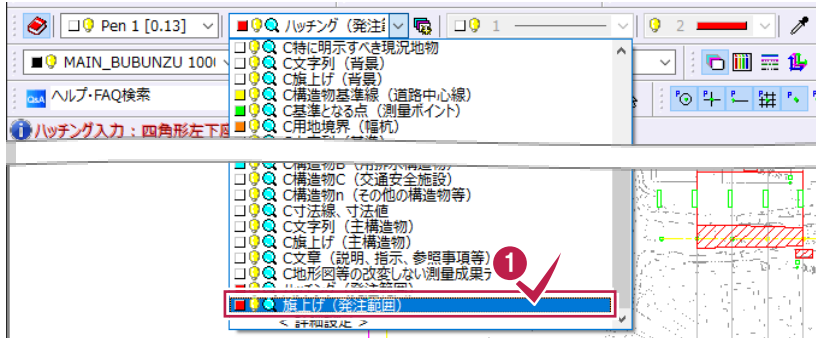 Pen 1 [0.13]
ハッチング（発注
1
2
MAIN_BUBUNZU 100
Q&A ヘルプ・FAQ検索
ハッチング入力：四角形左下
C特に明示すべき現況地物
C文字列（背景）
C旗上げ（背景）
C構造物基準線（道路中心線）
C基準となる点（測量ポイント）
C用地境界（幅杭）
C構造物C（交通安全施設）
C構造物n（その他の構造物等）
C寸法線、寸法値
C文字列（主構造物）
C旗上げ（主構造物）
C文章（説明、指示、参照事項等）
C地形図等の改変しない測量成果
1
旗上げ（発注範囲）
< 詳細設定 >